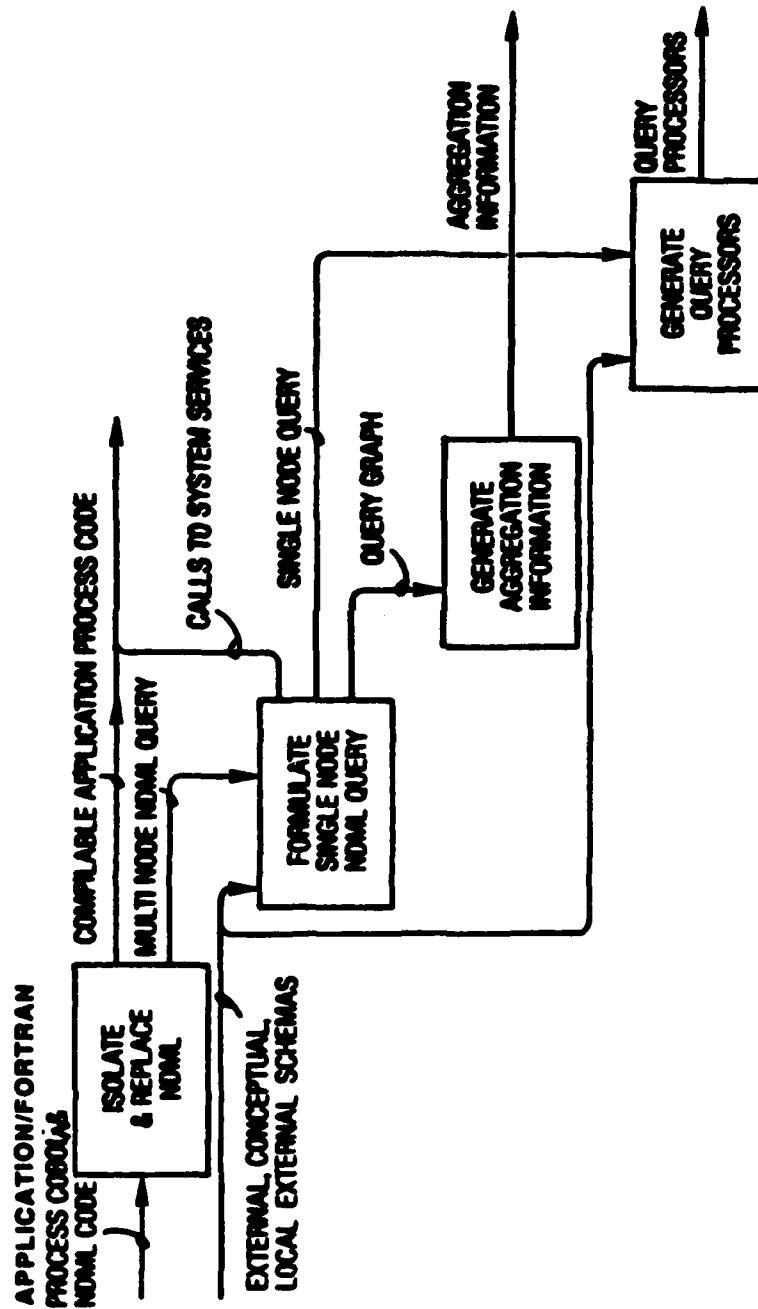 APPLICATION/FORTRAN
PROCESS COBOL/&
NDML CODE
ISOLATE
& REPLACE
NDML
COMPILABLE APPLICATION PROCESS CODE
MULTI NODE NDML QUERY
EXTERNAL, CONCEPTUAL,
LOCAL EXTERNAL SCHEMAS
FORMULATE
SINGLE NODE
NDML QUERY
CALLS TO SYSTEM SERVICES
SINGLE NODE QUERY
QUERY GRAPH
GENERATE
AGGREGATION
INFORMATION
AGGREGATION
INFORMATION
GENERATE
QUERY
PROCESSORS
QUERY
PROCESSORS